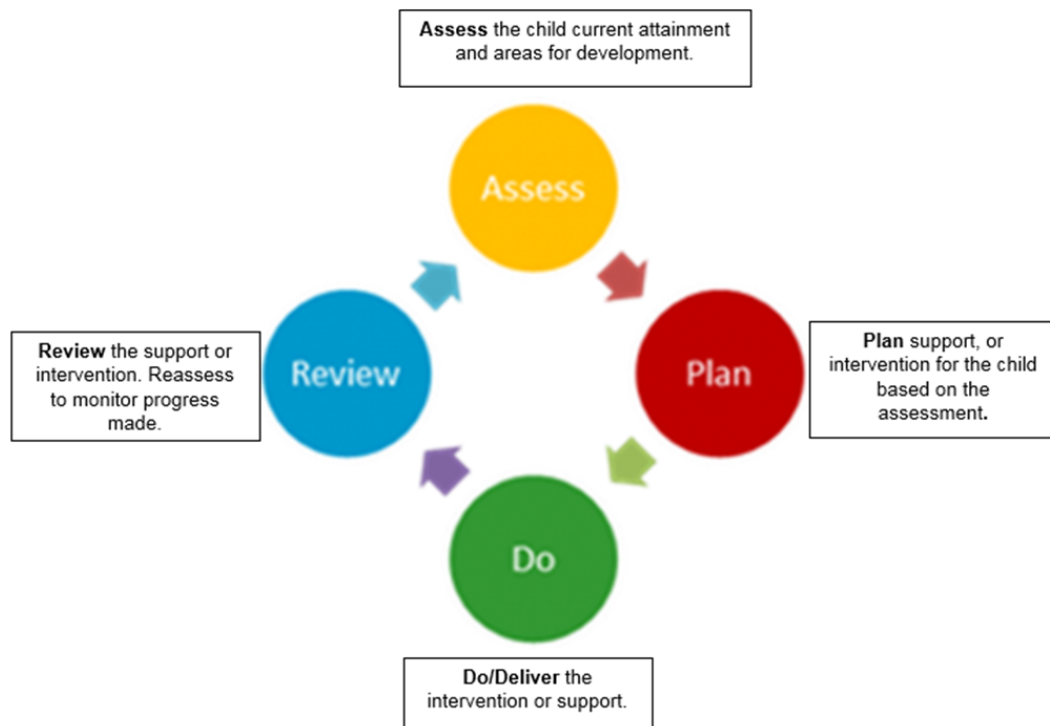 Assess the child current attainment
and areas for development.
Assess
Review the support or
intervention. Reassess
to monitor progress
made.
Review
Plan
Plan support, or
intervention for the child
based on the
assessment.
Do
Do/Deliver the
intervention or support.